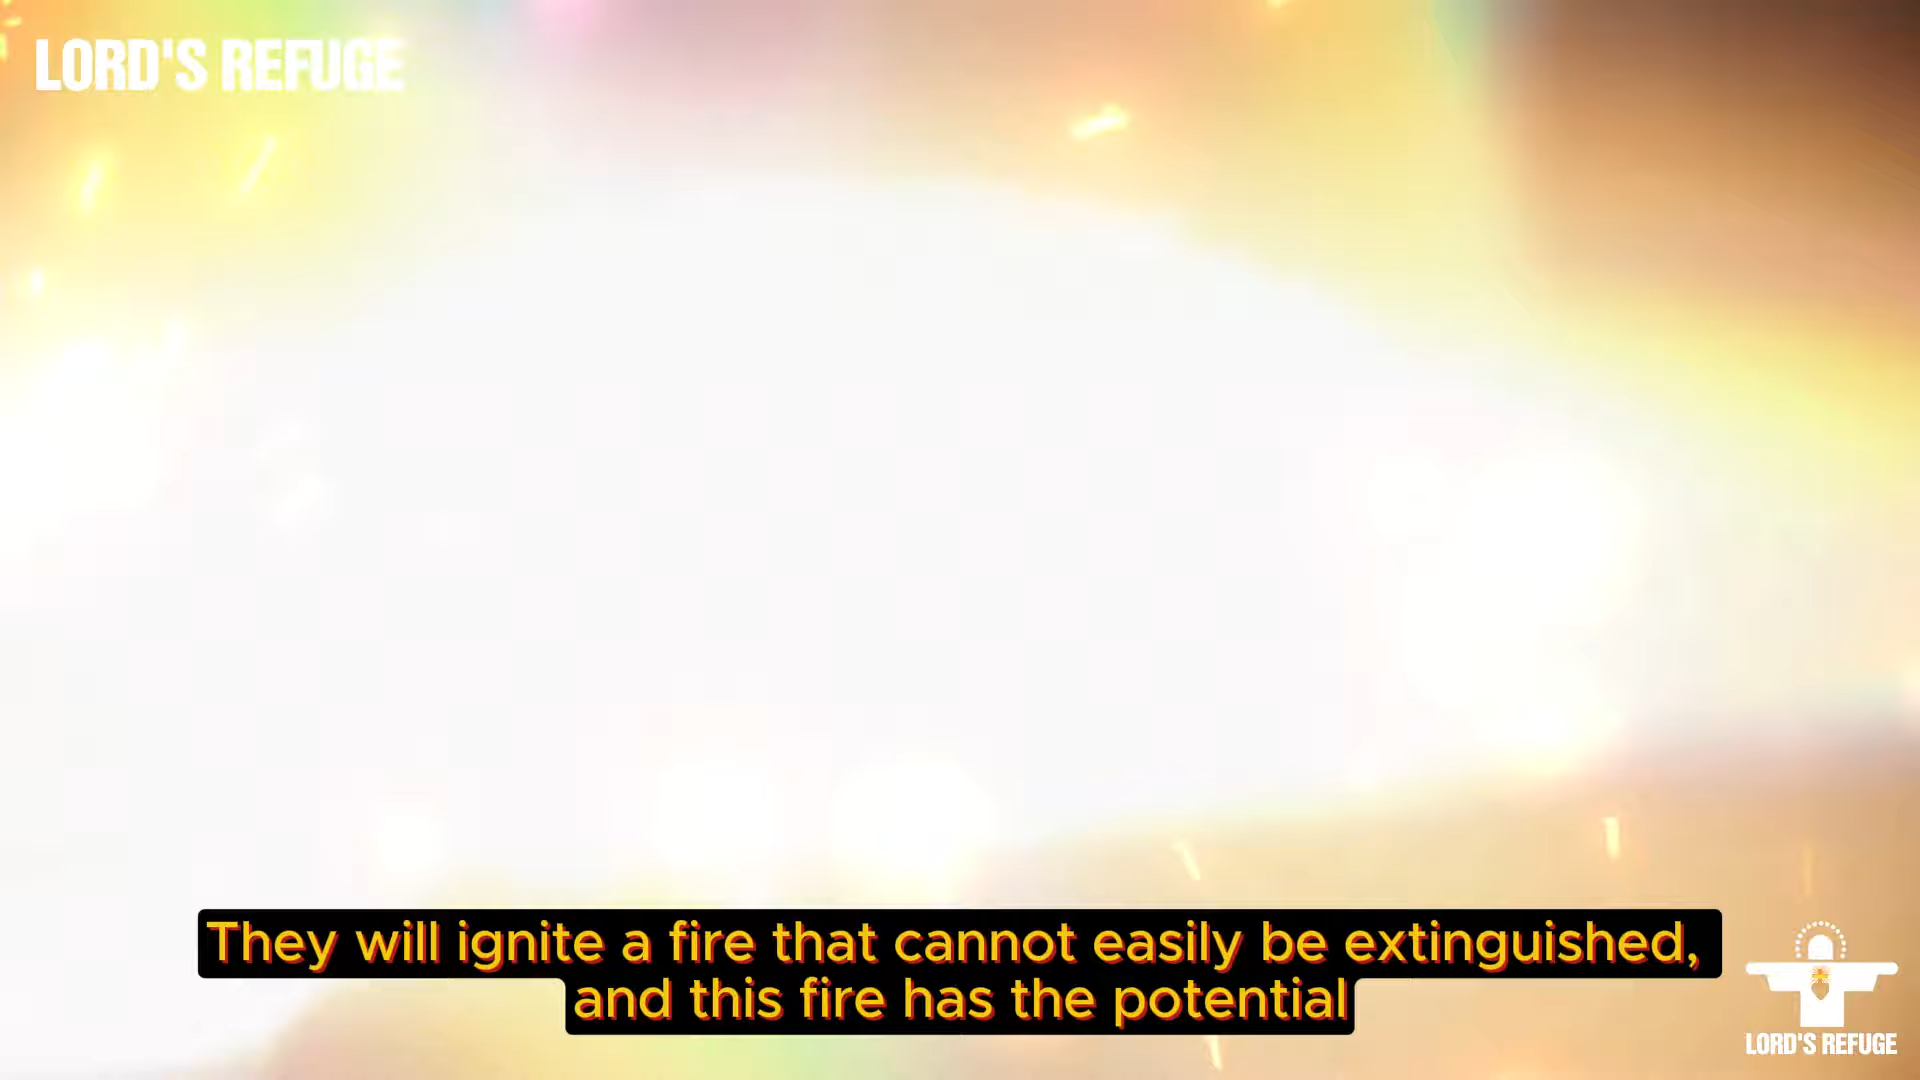 LORD'S REFUGE
They will ignite a fire that cannot easily be extinguished,
and this fire has the potential
LORD'S REFUGE